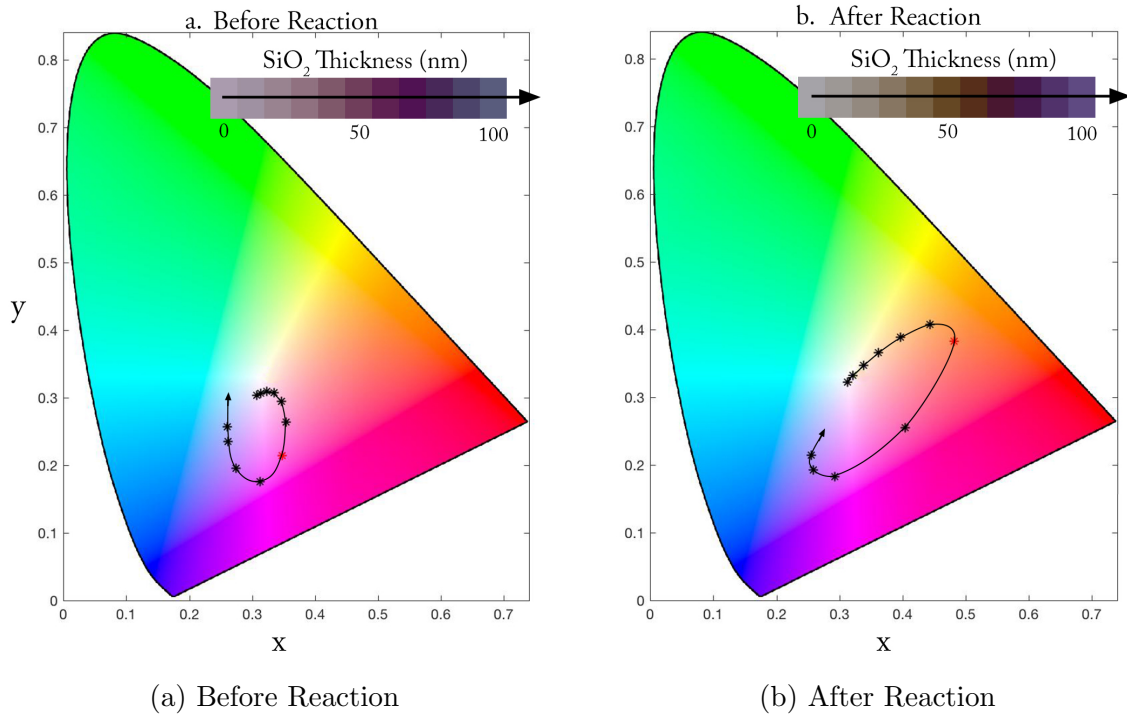 a. Before Reaction
SiO2 Thickness (nm)
0 50 100
0.8
0.7
0.6
0.5
0.4
0.3
0.2
0.1
0
y
0 0.1 0.2 0.3 0.4 0.5 0.6 0.7
x
(a) Before Reaction
b. After Reaction
SiO2 Thickness (nm)
0 50 100
0.8
0.7
0.6
0.5
0.4
0.3
0.2
0.1
0
0 0.1 0.2 0.3 0.4 0.5 0.6 0.7
x
(b) After Reaction